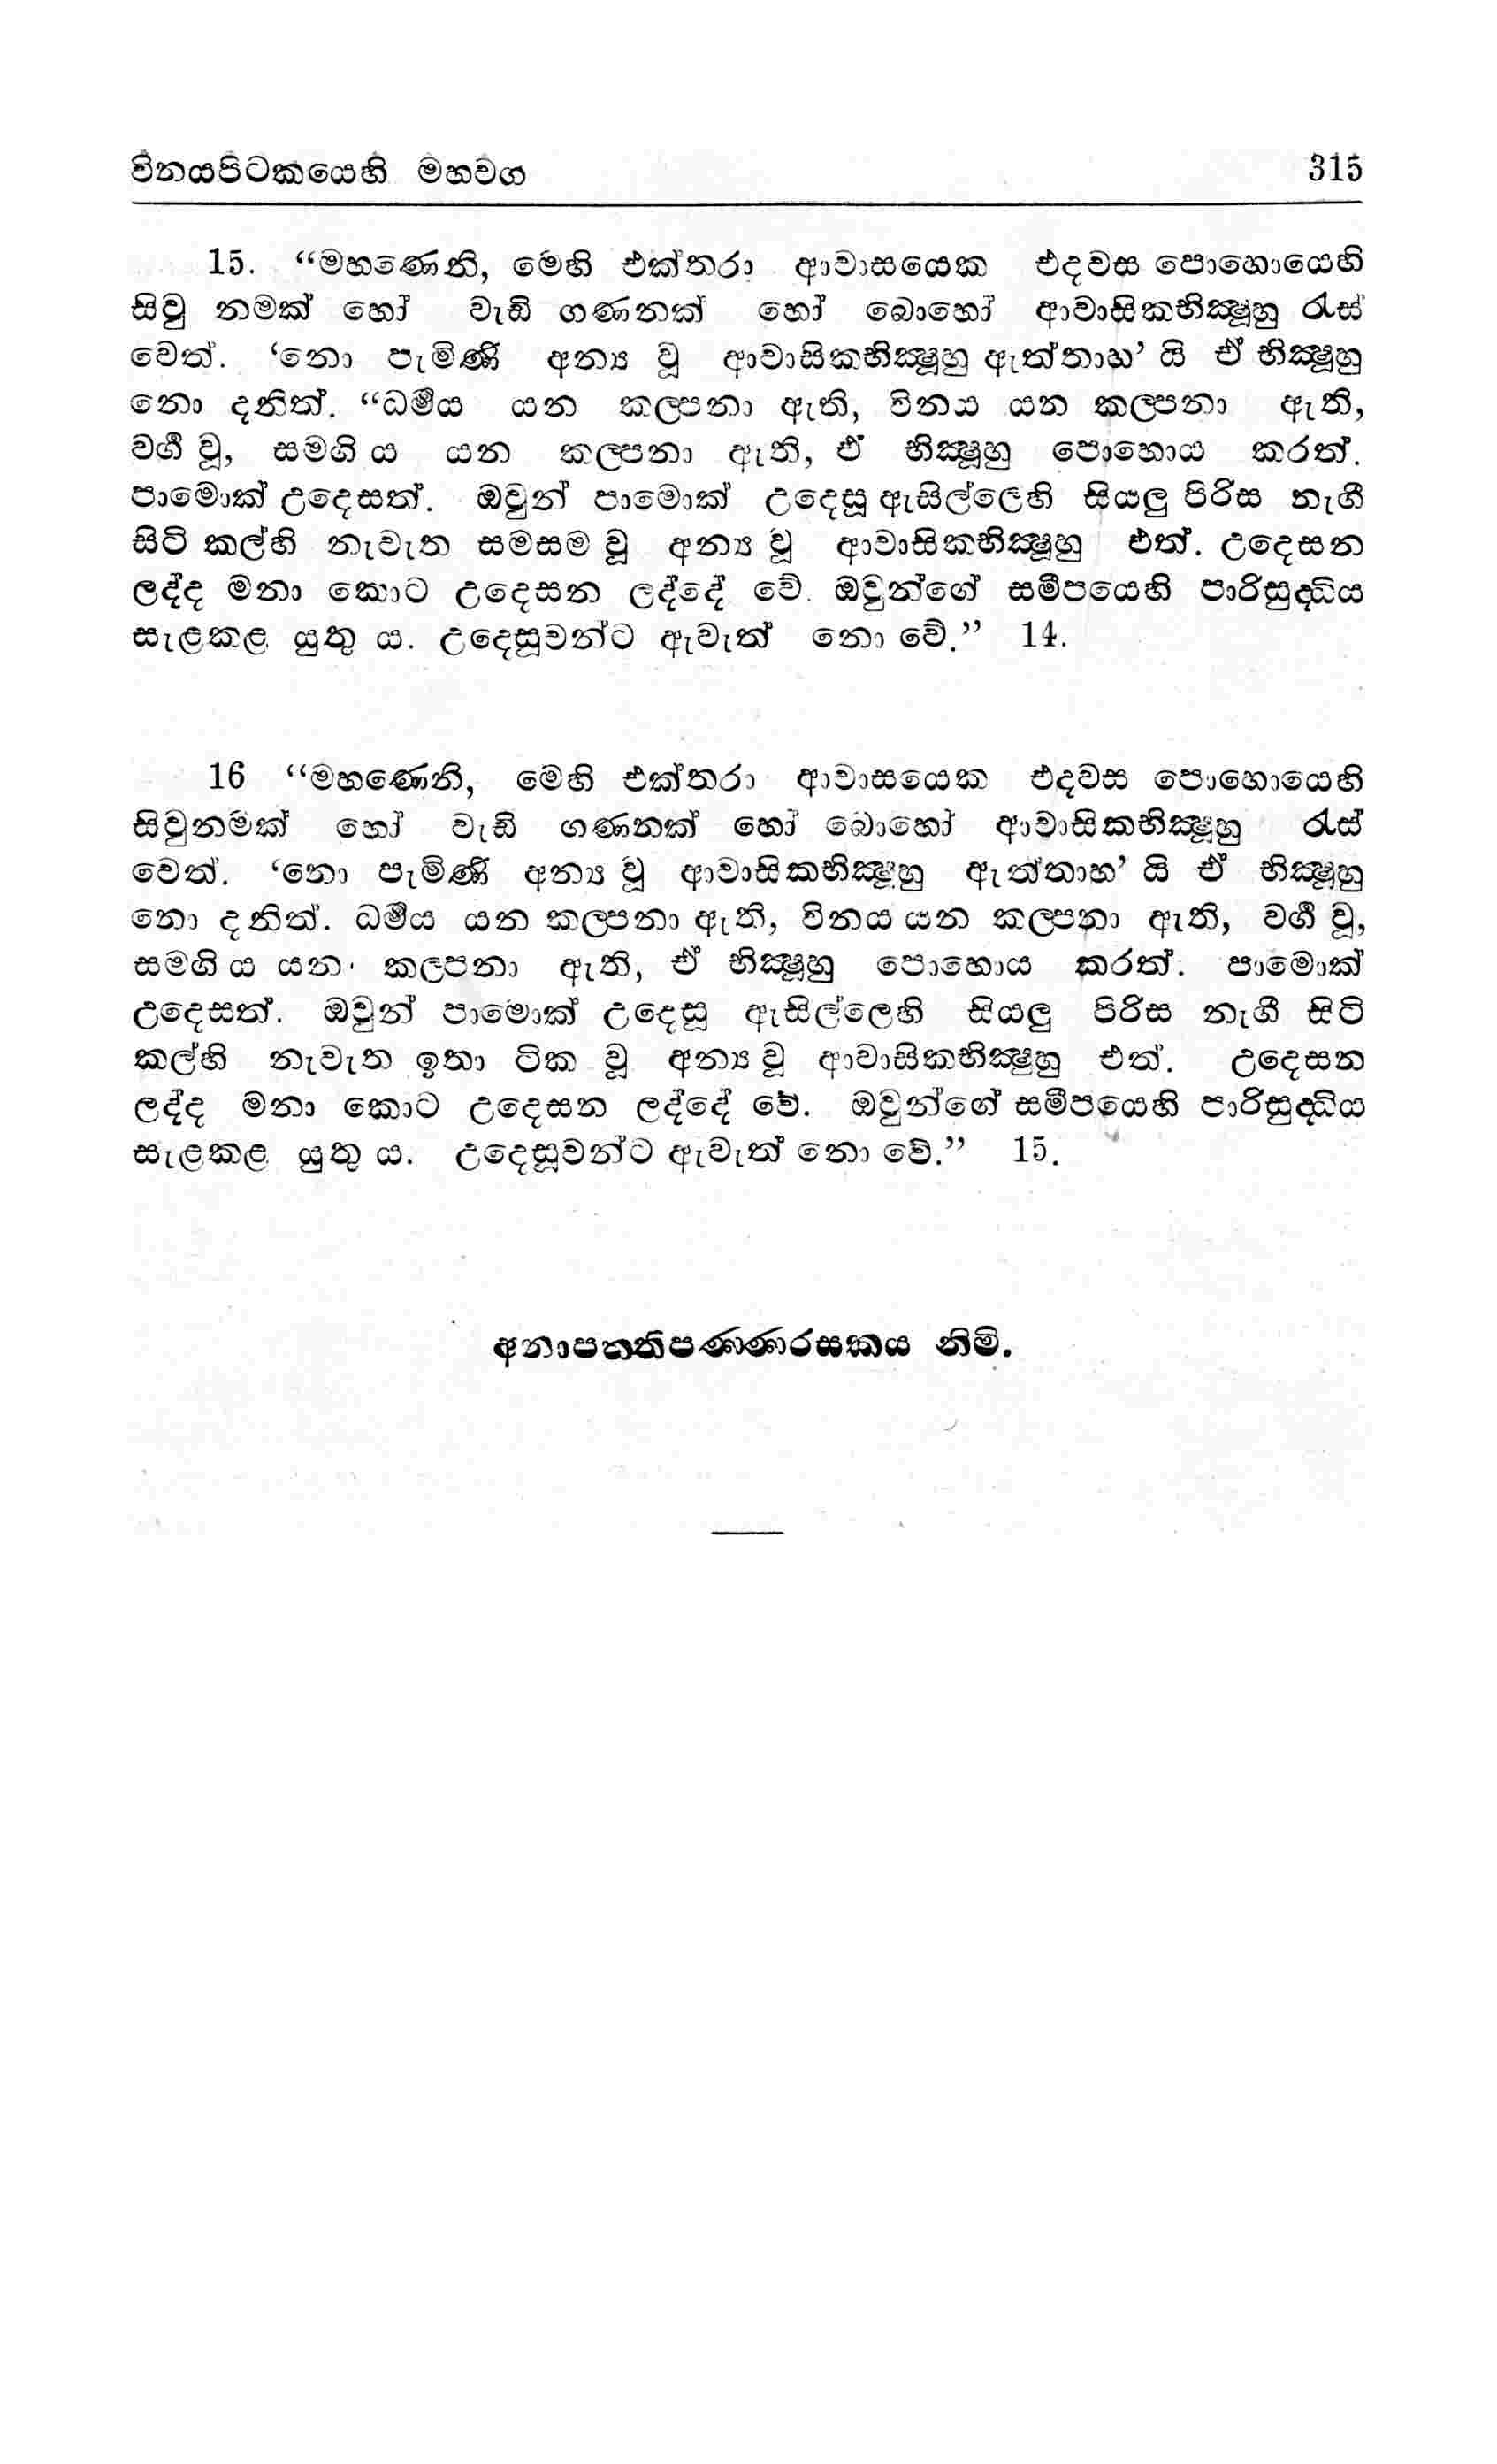 විනයපිටකයෙහි මහවග 315
15. “මහණෙනි, මෙහි එක්තරා ආවාසයෙක එදවස පොහොයෙහි
සිවු නමක් හෝ වැඩි ගණනක් හෝ බොහෝ ආවාසිකභික්‍ෂූහු රැස්
වෙත්. ‘නො පැමිණි අන්‍ය වූ ආවාසිකභික්‍ෂූහු ඇත්තාහ’ යි ඒ භික්‍ෂූහු
නො දනිත්. “ධර්‍මය යන කල්පනා ඇති, විනය යන කල්පනා ඇති,
වර්‍ග වූ, සමගි ය යන කල්පනා ඇති, ඒ භික්‍ෂූහු පොහොය කරත්.
පාමොක් උදෙසත්. ඔවුන් පාමොක් උදෙසූ ඇසිල්ලෙහි සියලු පිරිස නැගී
සිටි කල්හි නැවැත සමසම වූ අන්‍ය වූ ආවාසිකභික්‍ෂූහු එත්. උදෙසන
ලද්ද මනා කොට උදෙසන ලද්දේ වේ. ඔවුන්ගේ සමීපයෙහි පාරිසුද්‍ධිය
සැළකළ යුතු ය. උදෙසූවන්ට ඇවැත් නො වේ.” 14.
16 “මහණෙනි, මෙහි එක්තරා ආවාසයෙක එදවස පොහොයෙහි
සිවුනමක් හෝ වැඩි ගණනක් හෝ බොහෝ ආවාසිකභික්‍ෂූහු රැස්
වෙත්. ‘නො පැමිණි අන්‍ය වූ ආවාසිකභික්‍ෂූහු ඇත්තාහ’ යි ඒ භික්‍ෂූහු
නො දනිත්. ධර්‍මය යන කල්පනා ඇති, විනය යන කල්පනා ඇති, වර්‍ග වූ,
සමගි ය යන කල්පනා ඇති, ඒ භික්‍ෂූහු පොහොය කරත්. පාමොක්
උදෙසත්. ඔවුන් පාමොක් උදෙසූ ඇසිල්ලෙහි සියලු පිරිස නැගී සිටි
කල්හි නැවැත ඉතා ටික වූ අන්‍ය වූ ආවාසිකභික්‍ෂුහු එත්. උදෙසන
ලද්ද මනා කොට උදෙසන ලද්දේ වේ. ඔවුන්ගේ සමීපයෙහි පාරිසුද්‍ධිය
සැළකළ යුතු ය. උදෙසූවන්ට ඇවැත් නො වේ.” 15.
අනාපත්තිපණ්ණරසකය නිමි.